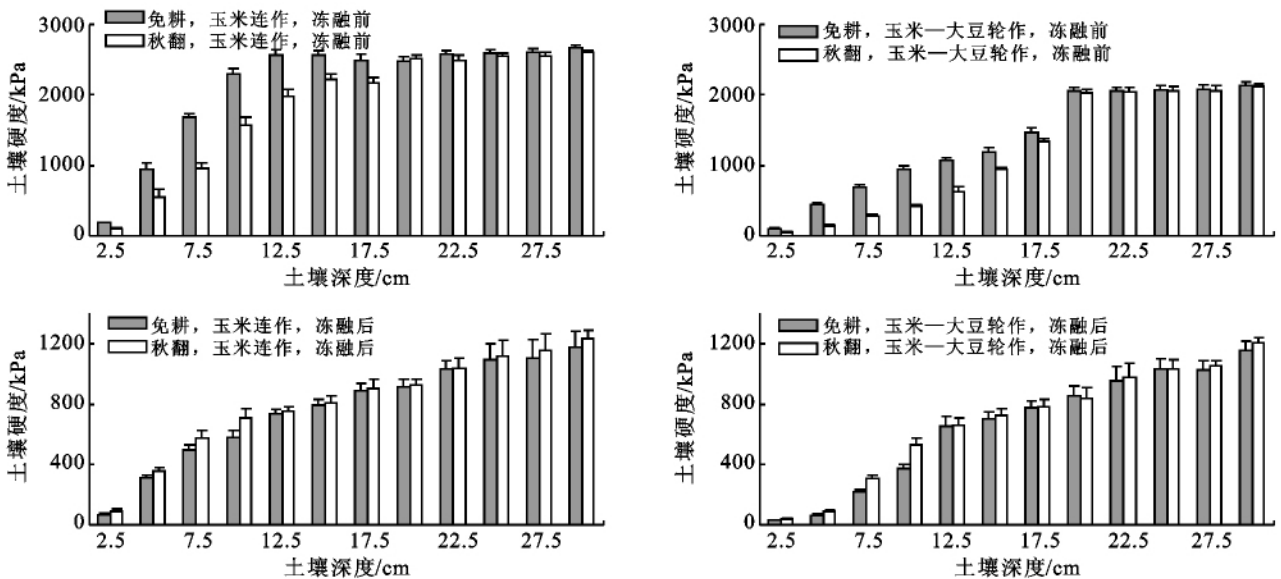 免耕，玉米连作，冻融前
秋翻，玉米连作，冻融前
土壤硬度/kPa
3000
2000
1000
0
2.5 7.5 12.5 17.5 22.5 27.5
土壤深度/cm
免耕，玉米—大豆轮作，冻融前
秋翻，玉米—大豆轮作，冻融前
土壤硬度/kPa
3000
2000
1000
0
2.5 7.5 12.5 17.5 22.5 27.5
土壤深度/cm
免耕，玉米连作，冻融后
秋翻，玉米连作，冻融后
土壤硬度/kPa
1200
800
400
0
2.5 7.5 12.5 17.5 22.5 27.5
土壤深度/cm
免耕，玉米—大豆轮作，冻融后
秋翻，玉米—大豆轮作，冻融后
土壤硬度/kPa
1200
800
400
0
2.5 7.5 12.5 17.5 22.5 27.5
土壤深度/cm